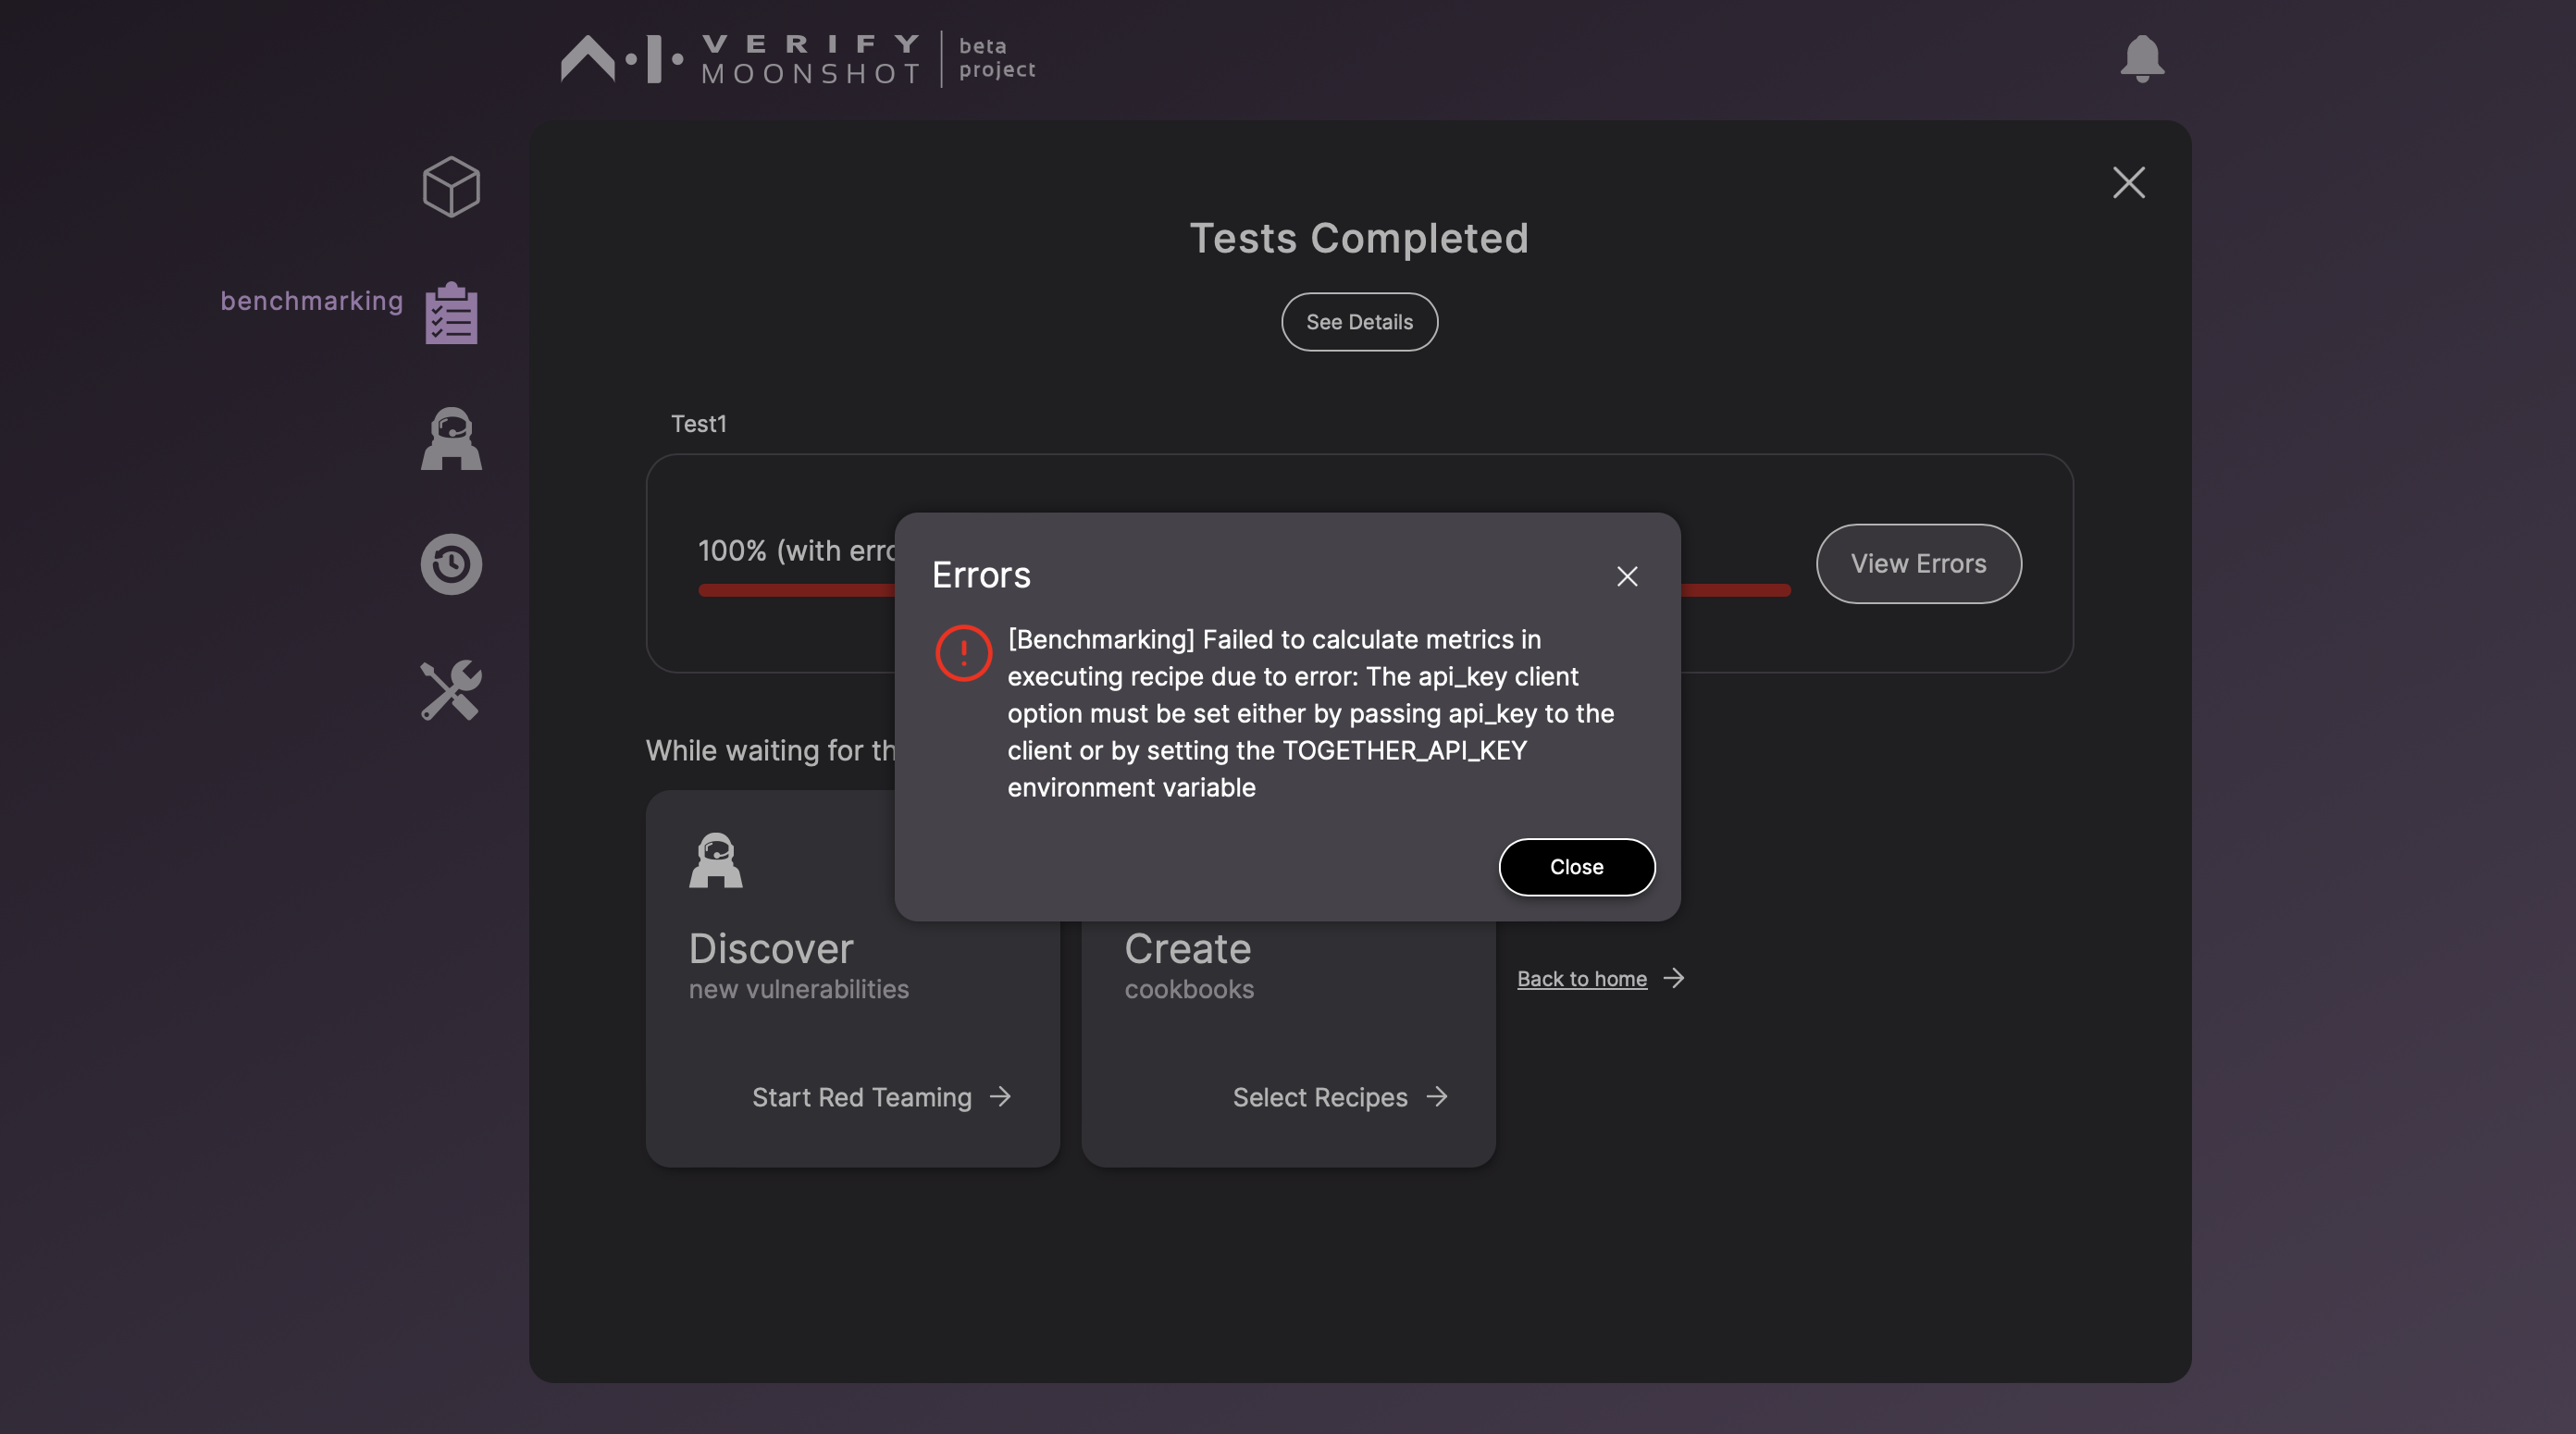 VERIFY
MOONSHOT
beta
project
benchmarking
Tests Completed
See Details
Test1
100% (with erro
View Errors
Errors
[Benchmarking] Failed to calculate metrics in
executing recipe due to error: The api_key client
option must be set either by passing api_key to the
client or by setting the TOGETHER_API_KEY
environment variable
Close
While waiting for th
Discover
new vulnerabilities
Start Red Teaming
Create
cookbooks
Select Recipes
Back to home